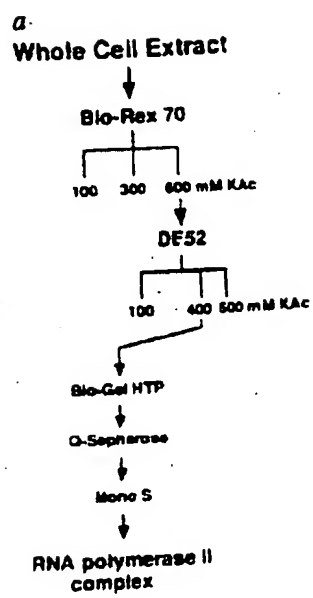 a.
Whole Cell Extract
Bio-Rex 70
100 300 600 mM KAc
DE52
100 400 500 mM KAc
Bio-Gel HTP
Q-Sepharose
Mono S
RNA polymerase II
complex